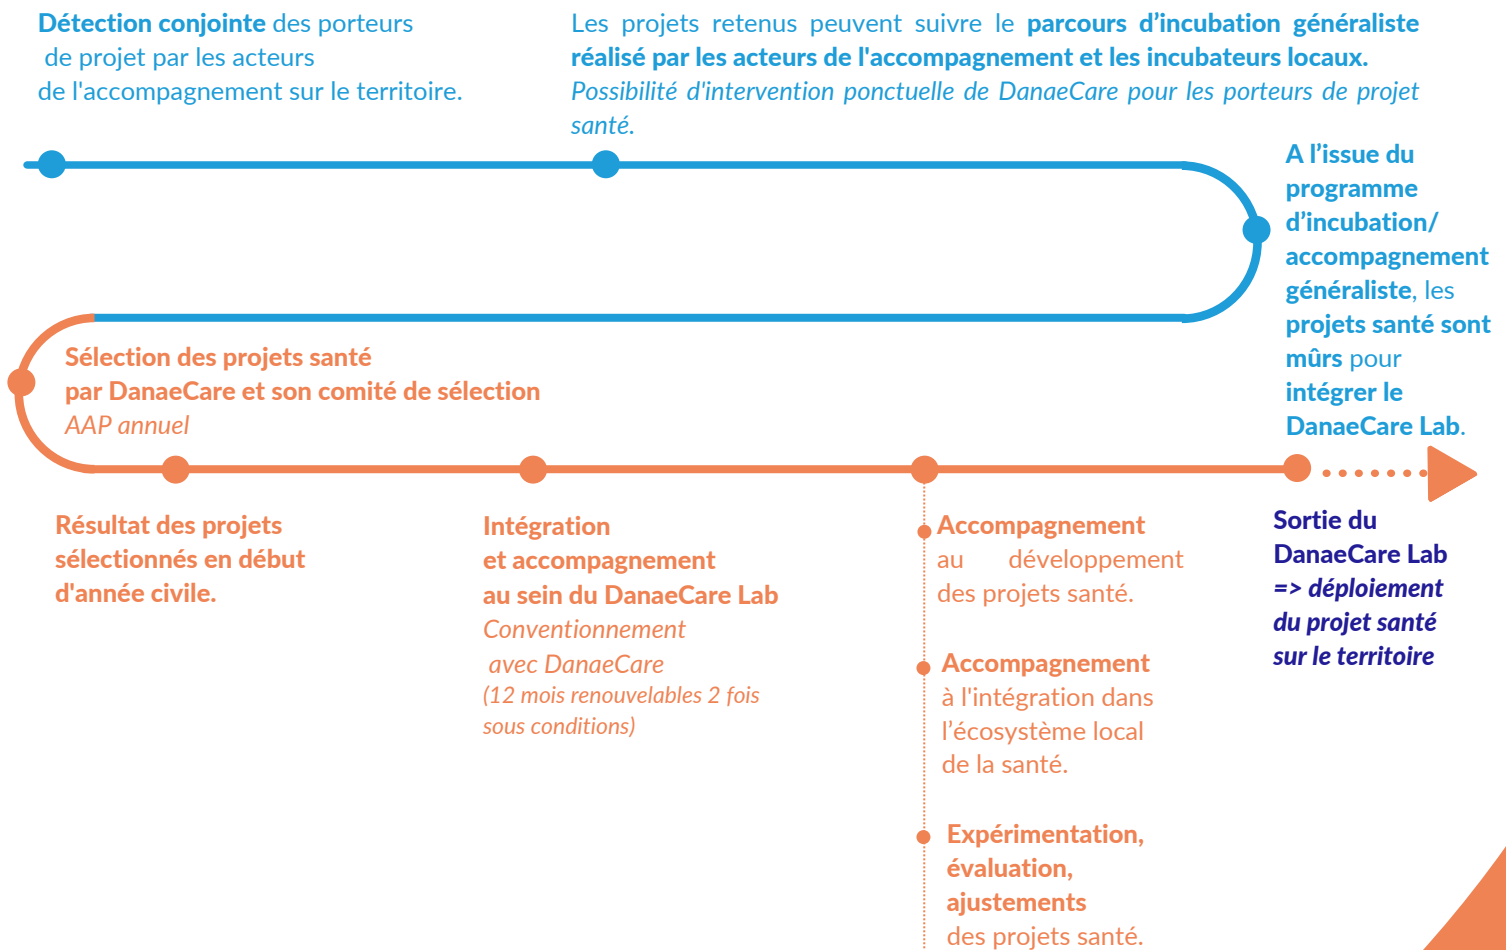 Détection conjointe des porteurs
de projet par les acteurs
de l'accompagnement sur le territoire.
Les projets retenus peuvent suivre le parcours d’incubation généraliste
réalisé par les acteurs de l'accompagnement et les incubateurs locaux.
Possibilité d'intervention ponctuelle de DanaeCare pour les porteurs de projet
santé.
A l’issue du
programme
d’incubation/
accompagnement
généraliste, les
projets santé sont
mûrs pour
intégrer le
DanaeCare Lab.
Sélection des projets santé
par DanaeCare et son comité de sélection
AAP annuel
Résultat des projets
sélectionnés en début
d'année civile.
Intégration
et accompagnement
au sein du DanaeCare Lab
Conventionnement
avec DanaeCare
(12 mois renouvelables 2 fois
sous conditions)
Accompagnement
au développement
des projets santé.
Accompagnement
à l'intégration dans
l’écosystème local
de la santé.
Expérimentation,
évaluation,
ajustements
des projets santé.
Sortie du
DanaeCare Lab
=> déploiement
du projet santé
sur le territoire